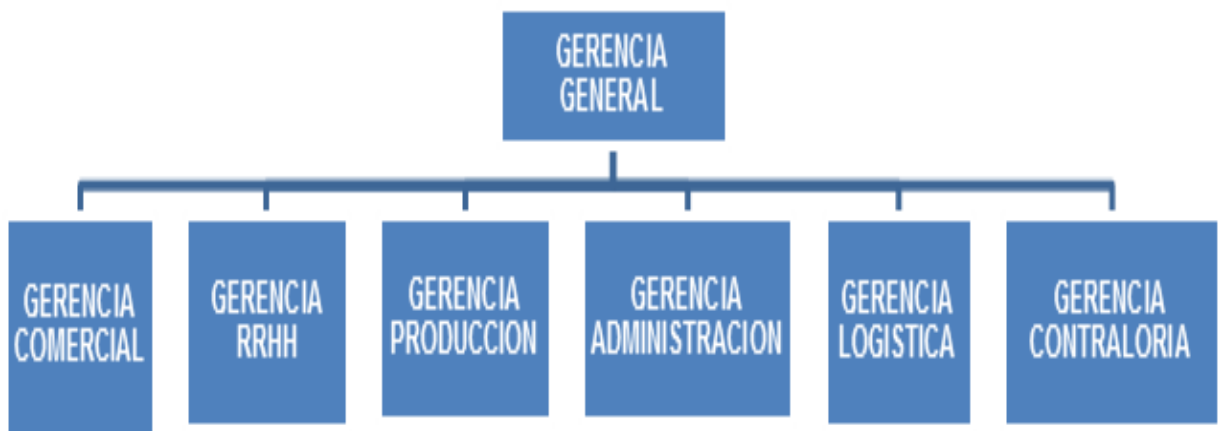 GERENCIA
GENERAL
GERENCIA
COMERCIAL
GERENCIA
RRHH
GERENCIA
PRODUCCION
GERENCIA
ADMINISTRACION
GERENCIA
LOGISTICA
GERENCIA
CONTRALORIA